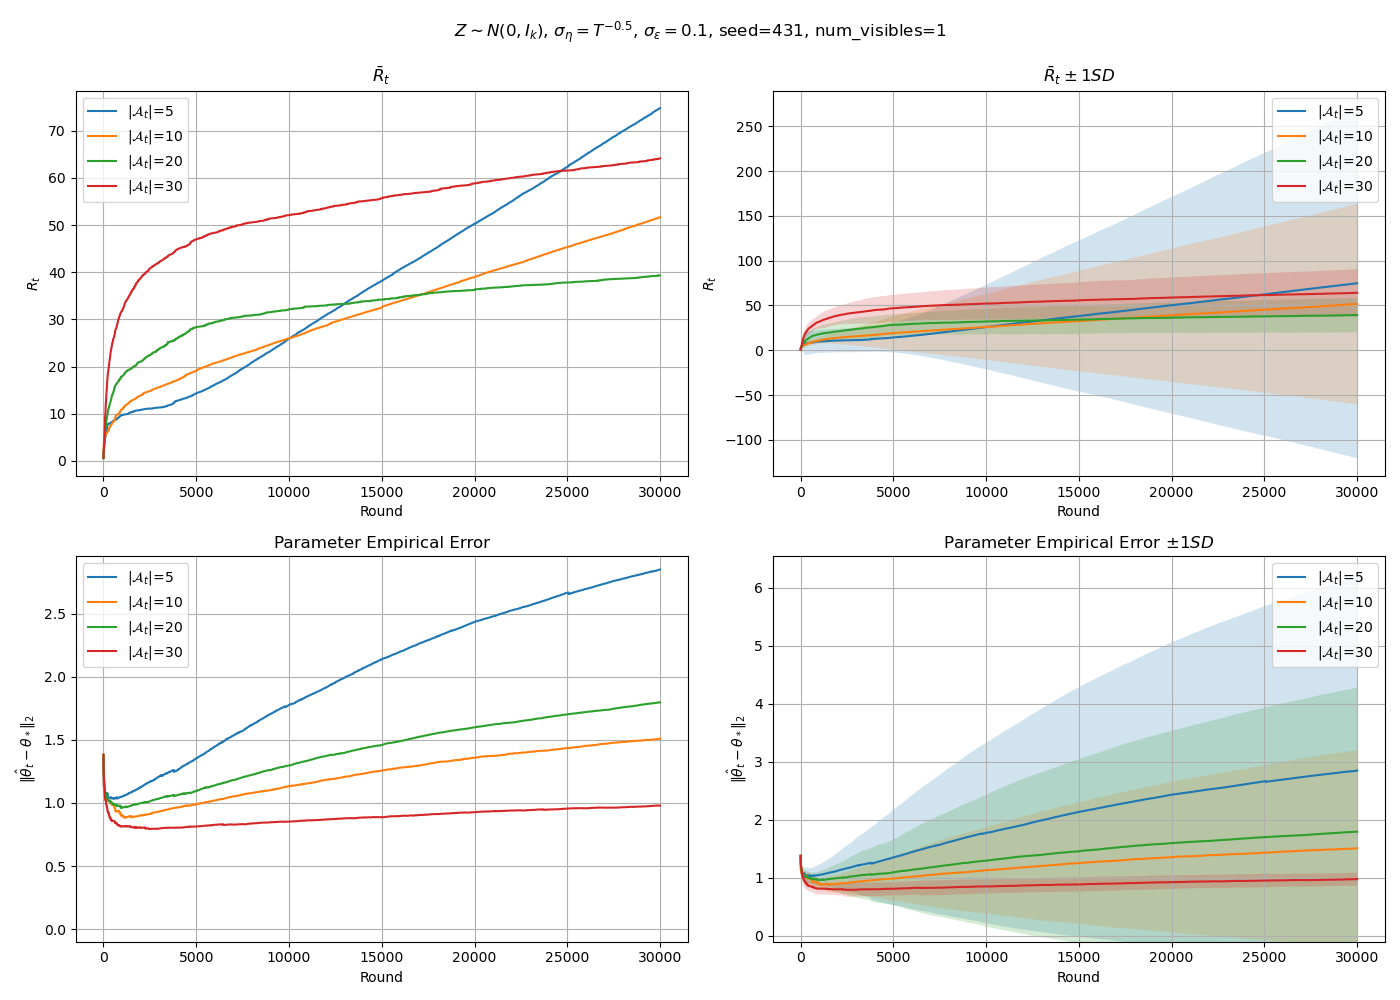 Z ∼ N(0, I_k), σ_η = T^{−0.5}, σ_ε = 0.1, seed=431, num_visibles=1
R̄_t
R_t
70
60
50
40
30
20
10
0
|𝒜_t|=5
|𝒜_t|=10
|𝒜_t|=20
|𝒜_t|=30
0 5000 10000 15000 20000 25000 30000
Round
R̄_t ± 1SD
R_t
250
200
150
100
50
0
−50
−100
|𝒜_t|=5
|𝒜_t|=10
|𝒜_t|=20
|𝒜_t|=30
0 5000 10000 15000 20000 25000 30000
Round
Parameter Empirical Error
‖θ̂_t − θ_*‖_2
2.5
2.0
1.5
1.0
0.5
0.0
|𝒜_t|=5
|𝒜_t|=10
|𝒜_t|=20
|𝒜_t|=30
0 5000 10000 15000 20000 25000 30000
Round
Parameter Empirical Error ±1SD
‖θ̂_t − θ_*‖_2
6
5
4
3
2
1
0
|𝒜_t|=5
|𝒜_t|=10
|𝒜_t|=20
|𝒜_t|=30
0 5000 10000 15000 20000 25000 30000
Round